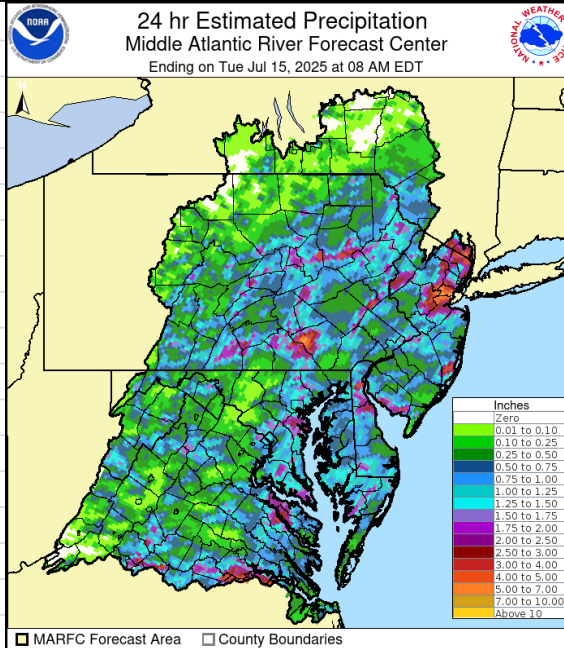 24 hr Estimated Precipitation
Middle Atlantic River Forecast Center
Ending on Tue Jul 15, 2025 at 08 AM EDT
NOAA
NATIONAL WEATHER
N
Inches
Zero
0.01 to 0.10
0.10 to 0.25
0.25 to 0.50
0.50 to 0.75
0.75 to 1.00
1.00 to 1.25
1.25 to 1.50
1.50 to 1.75
1.75 to 2.00
2.00 to 2.50
2.50 to 3.00
3.00 to 4.00
4.00 to 5.00
5.00 to 7.00
7.00 to 10.00
Above 10
MARFC Forecast Area
County Boundaries